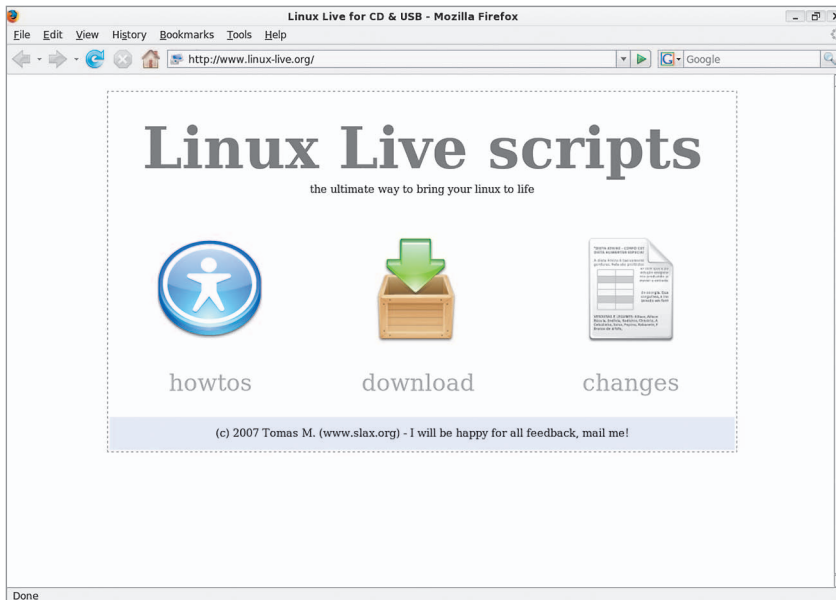 Linux Live for CD & USB - Mozilla Firefox
File Edit View History Bookmarks Tools Help
http://www.linux-live.org/ G Google
Linux Live scripts
the ultimate way to bring your linux to life
howtos download changes
(c) 2007 Tomas M. (www.slax.org) - I will be happy for all feedback, mail me!
Done